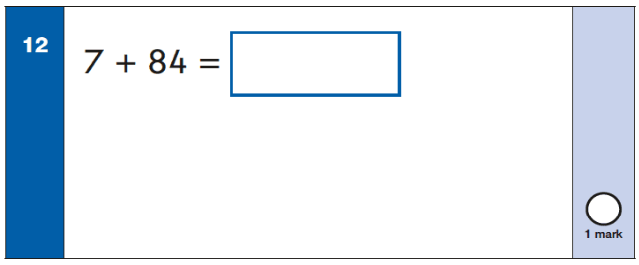 12
7 + 84 =
1 mark